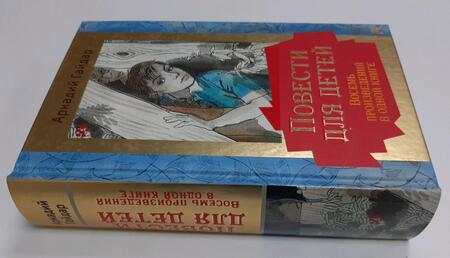 Аркадий Гайдар
Повести
для детей
Восемь
произведений
в одной книге
Аркадий
Гайдар
Повести
для детей
Восемь произведений
в одной книге